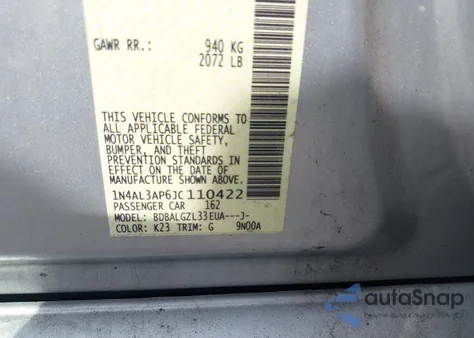 GAWR RR.: 940 KG
2072 LB
THIS VEHICLE CONFORMS TO
ALL APPLICABLE FEDERAL
MOTOR VEHICLE SAFETY,
BUMPER, AND THEFT
PREVENTION STANDARDS IN
EFFECT ON THE DATE OF
MANUFACTURE.
1N4AL3AP6JC110422
PASSENGER CAR 162
MODEL: BDBALGZL33EUA---J-
COLOR: K23 TRIM: G 9N00A
autoSnap